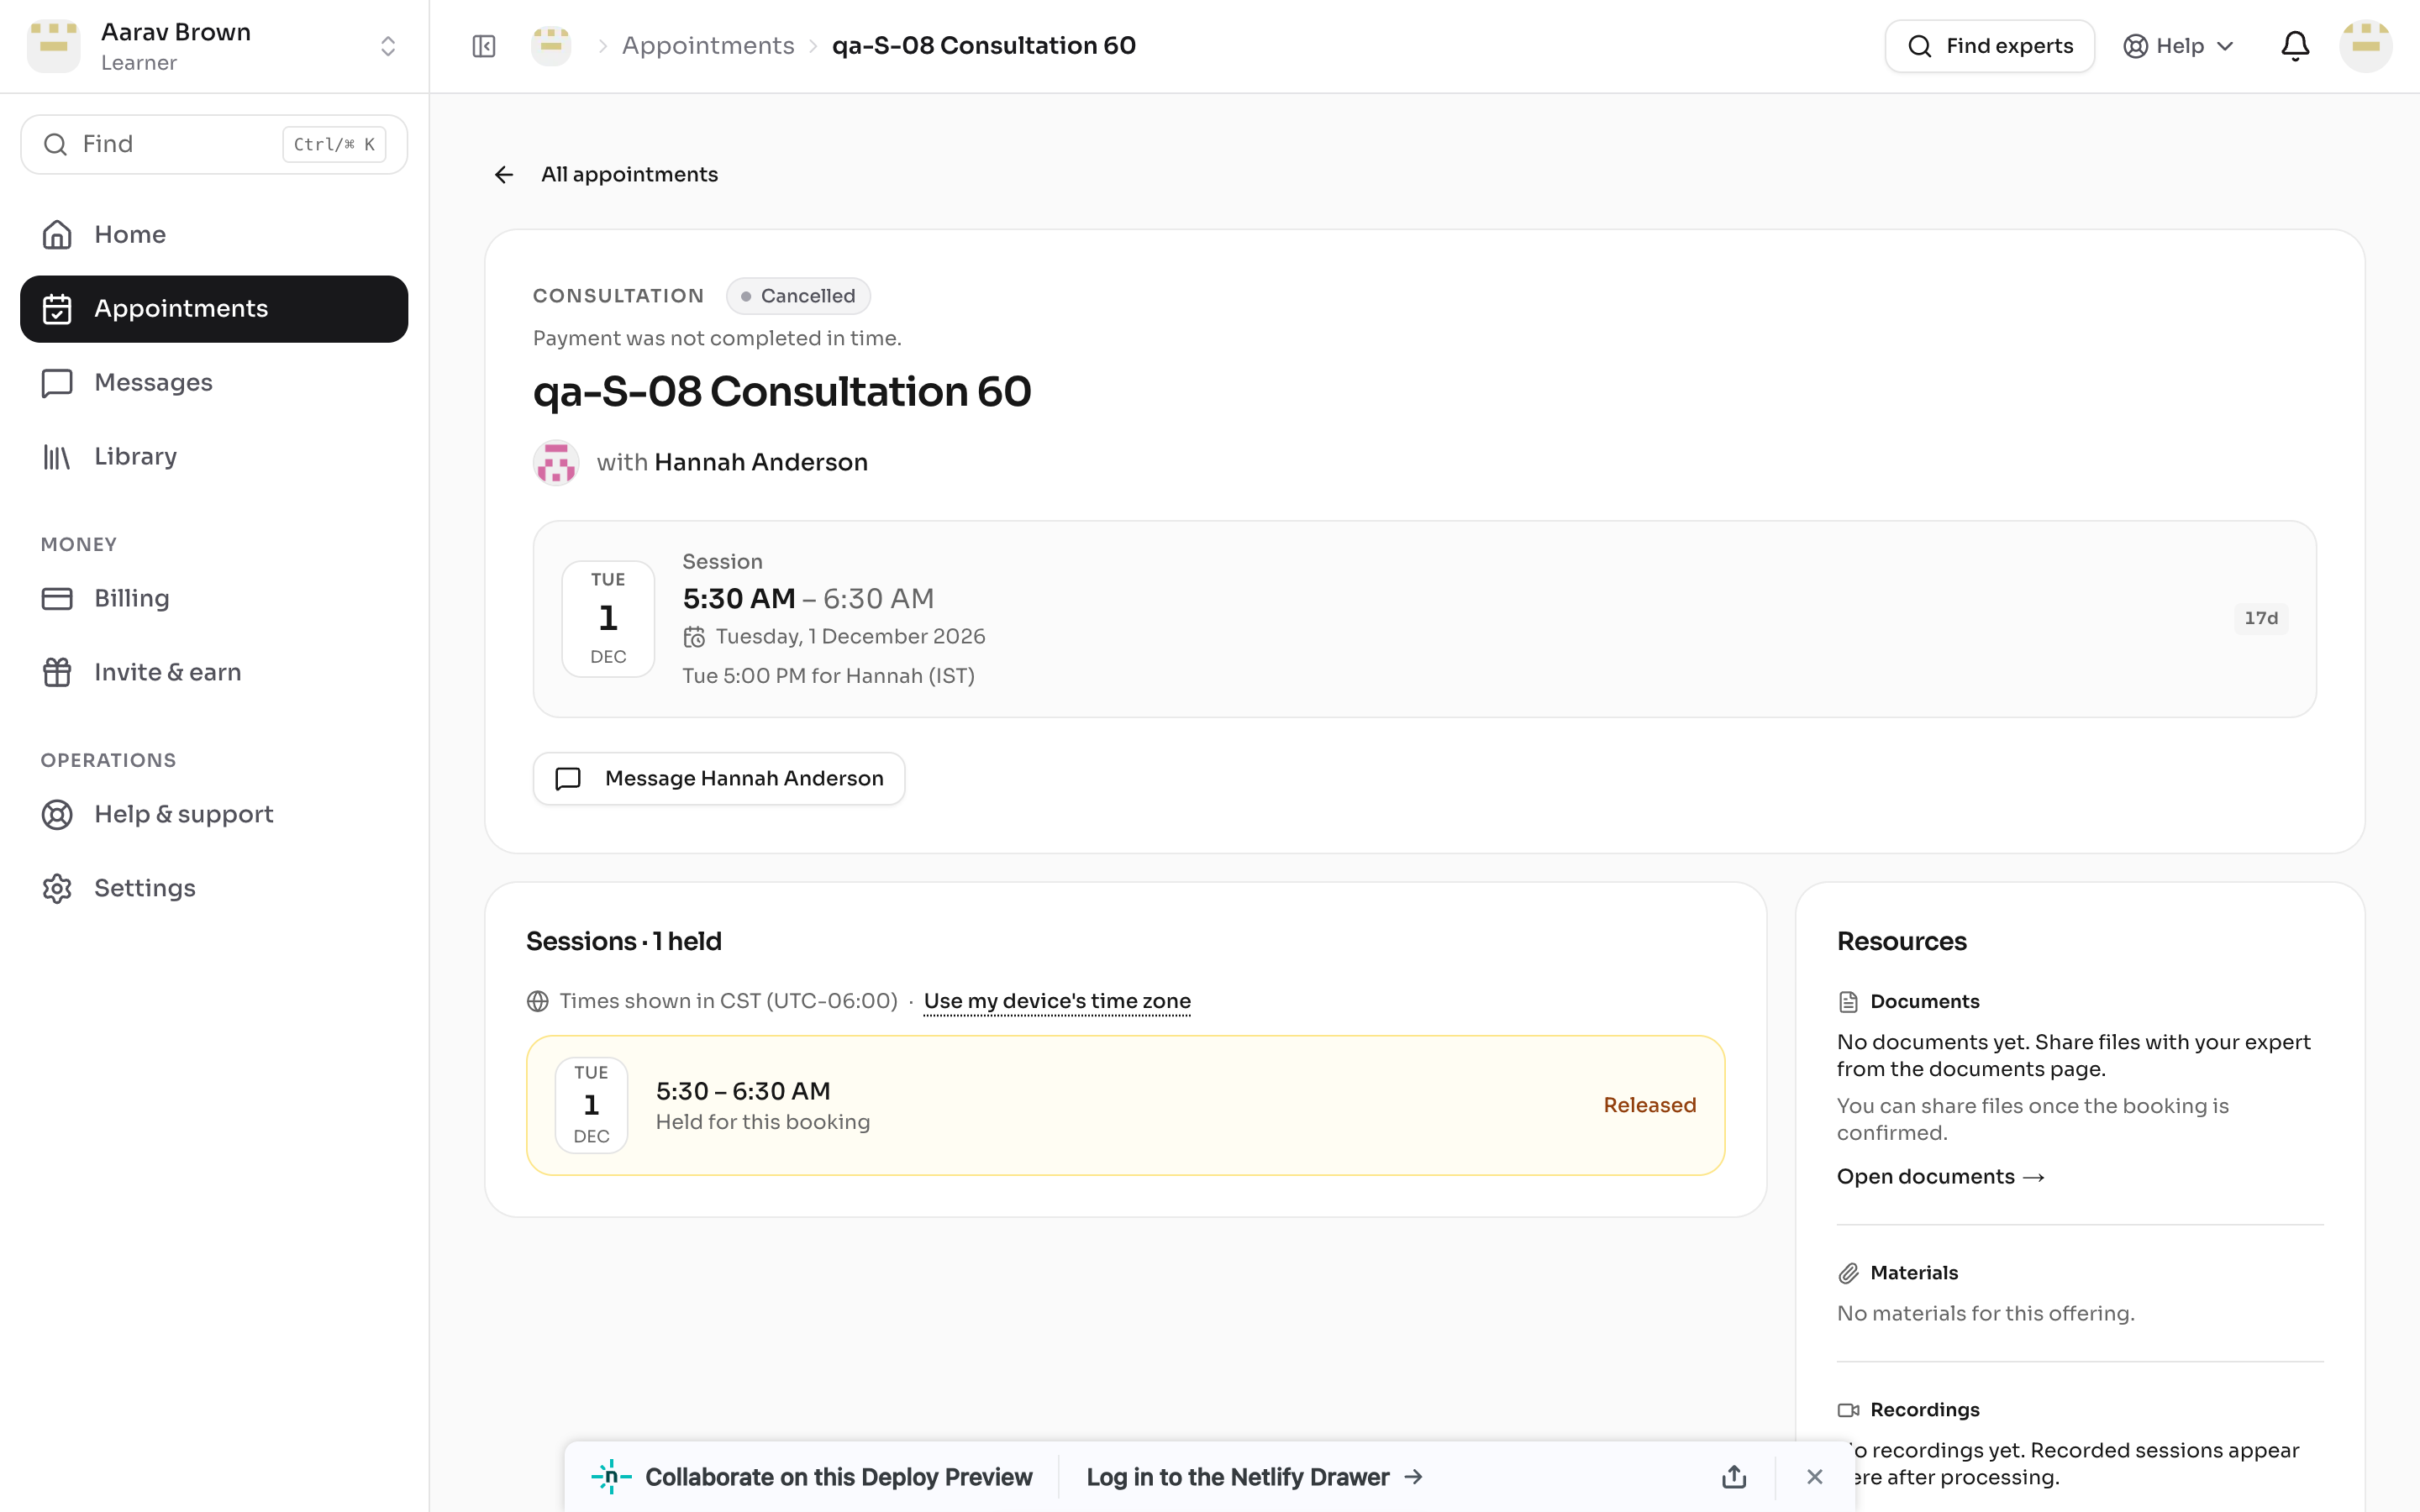 Aarav Brown
Learner
Find
Ctrl/⌘ K
Home
Appointments
Messages
Library
MONEY
Billing
Invite & earn
OPERATIONS
Help & support
Settings
Appointments
qa-S-08 Consultation 60
Find experts
Help
All appointments
CONSULTATION
Cancelled
Payment was not completed in time.
qa-S-08 Consultation 60
with Hannah Anderson
TUE
1
DEC
Session
5:30 AM – 6:30 AM
Tuesday, 1 December 2026
Tue 5:00 PM for Hannah (IST)
17d
Message Hannah Anderson
Sessions · 1 held
Times shown in CST (UTC-06:00) · Use my device's time zone
TUE
1
DEC
5:30 – 6:30 AM
Held for this booking
Released
Resources
Documents
No documents yet. Share files with your expert
from the documents page.
You can share files once the booking is
confirmed.
Open documents →
Materials
No materials for this offering.
Recordings
recordings yet. Recorded sessions appear
after processing.
Collaborate on this Deploy Preview
Log in to the Netlify Drawer →